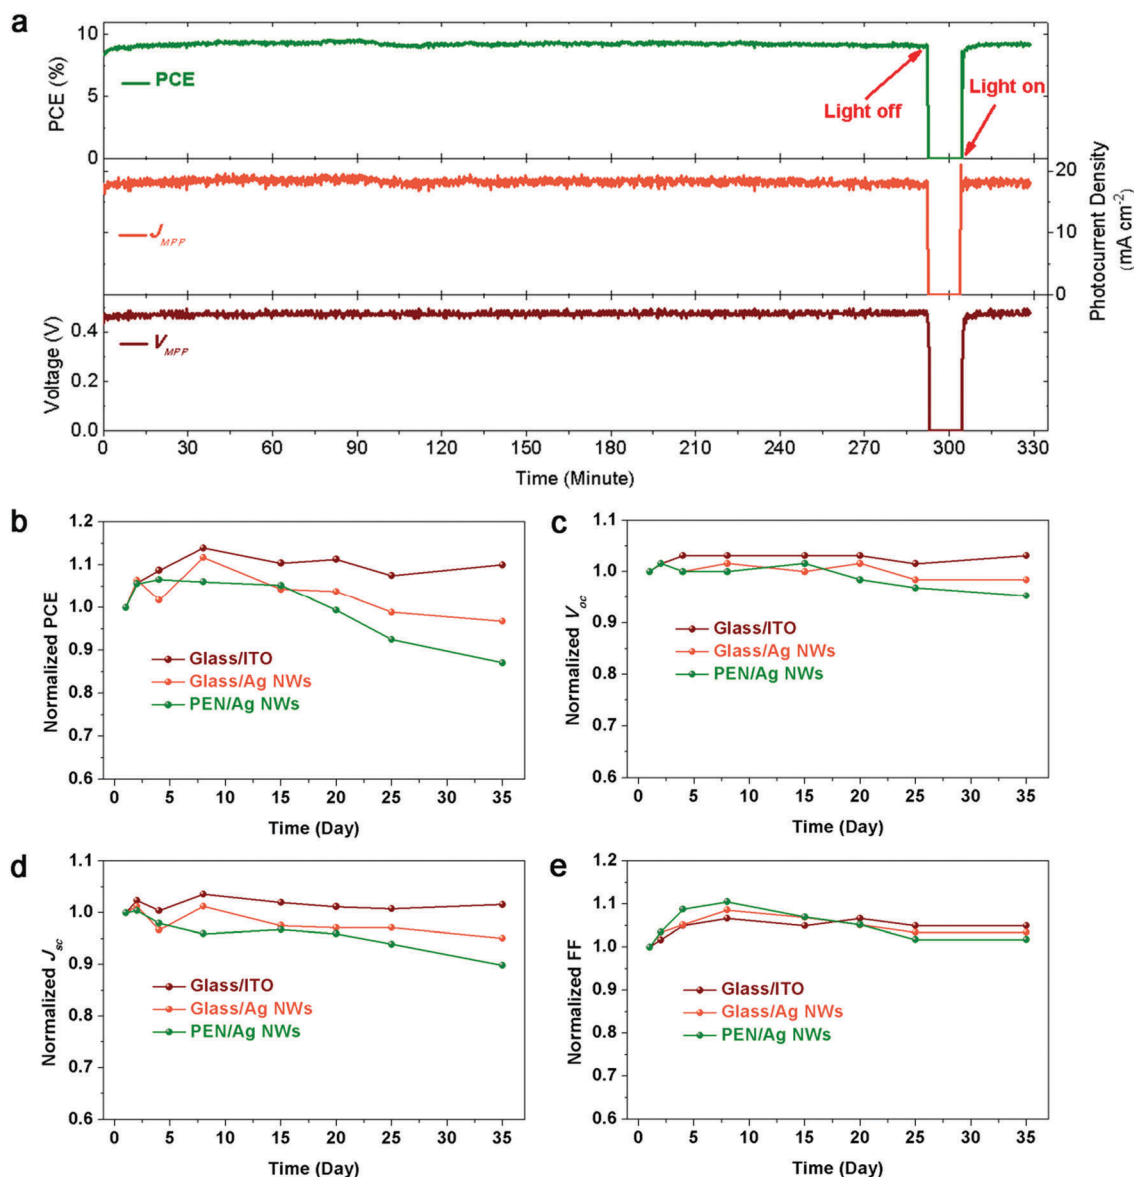 a
10
5
0
PCE (%)
PCE
Light off
Light on
J MPP
20
10
0
Photocurrent Density
(mA cm-2)
0.4
0.2
0.0
Voltage (V)
V MPP
0 30 60 90 120 150 180 210 240 270 300 330
Time (Minute)
b
1.2
1.1
1.0
0.9
0.8
0.7
0.6
Normalized PCE
Glass/ITO
Glass/Ag NWs
PEN/Ag NWs
0 5 10 15 20 25 30 35
Time (Day)
c
1.1
1.0
0.9
0.8
0.7
0.6
Normalized Voc
Glass/ITO
Glass/Ag NWs
PEN/Ag NWs
0 5 10 15 20 25 30 35
Time (Day)
d
1.1
1.0
0.9
0.8
0.7
0.6
Normalized Jsc
Glass/ITO
Glass/Ag NWs
PEN/Ag NWs
0 5 10 15 20 25 30 35
Time (Day)
e
1.2
1.1
1.0
0.9
0.8
0.7
0.6
Normalized FF
Glass/ITO
Glass/Ag NWs
PEN/Ag NWs
0 5 10 15 20 25 30 35
Time (Day)